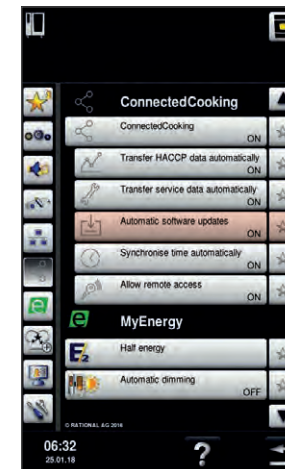 ConnectedCooking
ConnectedCooking
ON
Transfer HACCP data automatically
ON
Transfer service data automatically
ON
Automatic software updates
ON
Synchronise time automatically
ON
Allow remote access
ON
MyEnergy
E/2 Half energy
Automatic dimming
OFF
© RATIONAL AG 2016
06:32
25.01.18
?